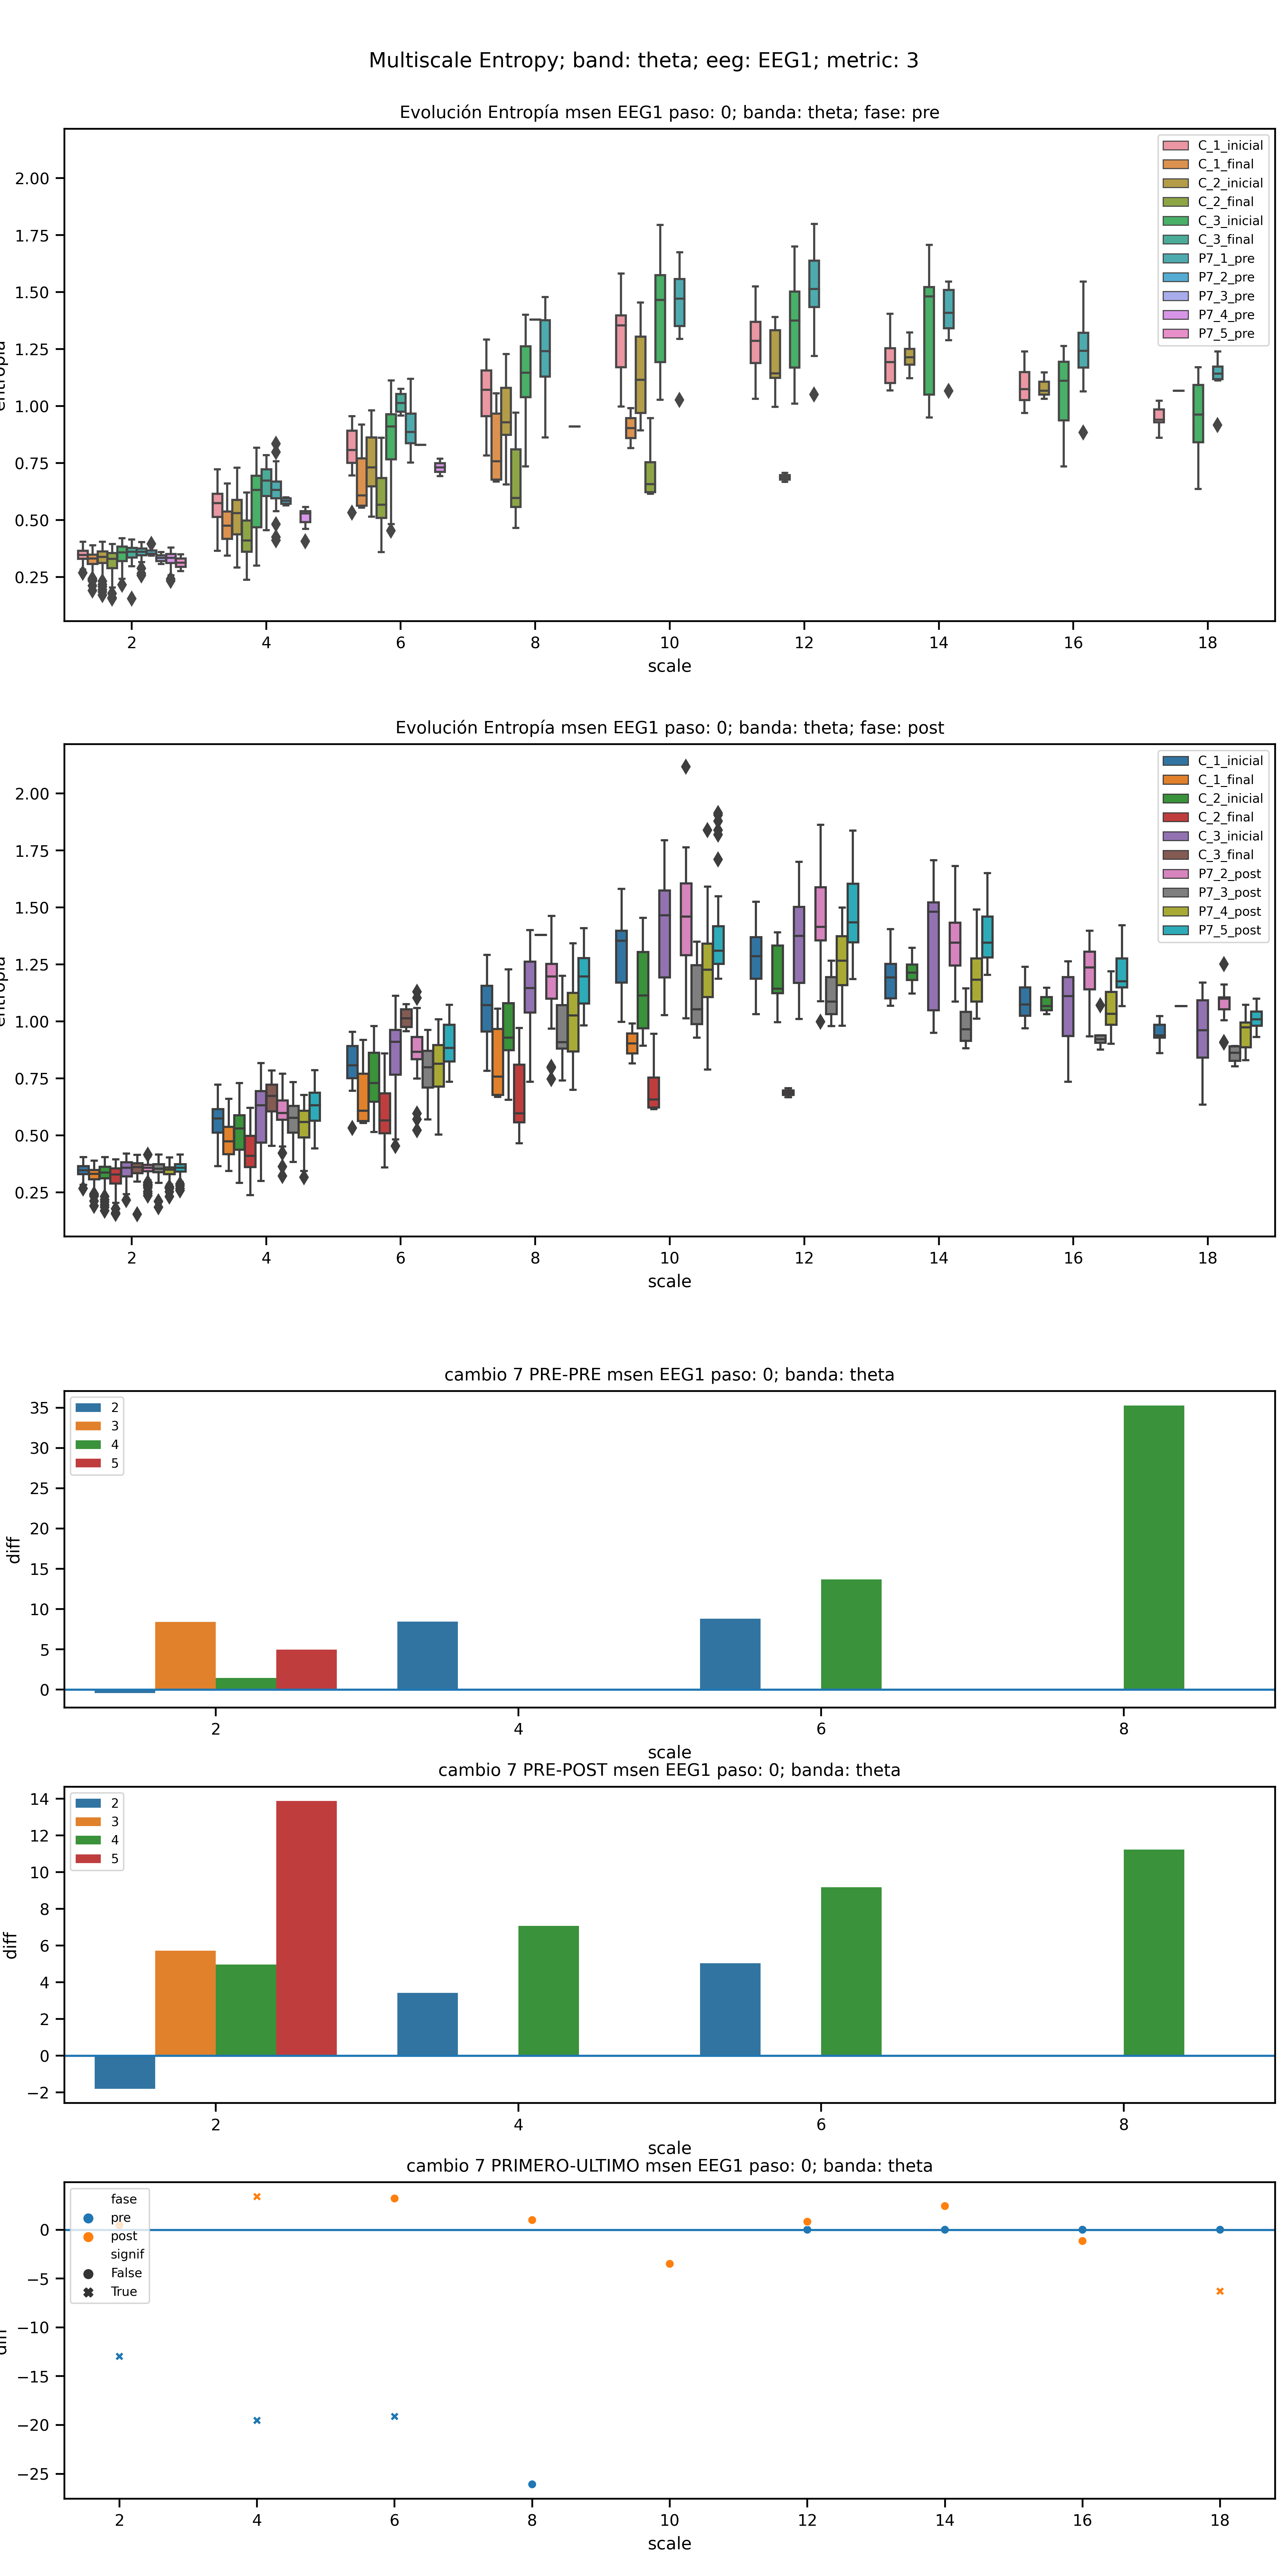 Multiscale Entropy; band: theta; eeg: EEG1; metric: 3
Evolución Entropía msen EEG1 paso: 0; banda: theta; fase: pre
2.00
1.75
1.50
1.25
1.00
0.75
0.50
0.25
C_1_inicial
C_1_final
C_2_inicial
C_2_final
C_3_inicial
C_3_final
P7_1_pre
P7_2_pre
P7_3_pre
P7_4_pre
P7_5_pre
2 4 6 8 10 12 14 16 18
scale
Evolución Entropía msen EEG1 paso: 0; banda: theta; fase: post
2.00
1.75
1.50
1.25
1.00
0.75
0.50
0.25
C_1_inicial
C_1_final
C_2_inicial
C_2_final
C_3_inicial
C_3_final
P7_2_post
P7_3_post
P7_4_post
P7_5_post
2 4 6 8 10 12 14 16 18
scale
cambio 7 PRE-PRE msen EEG1 paso: 0; banda: theta
diff
35
30
25
20
15
10
5
0
2
3
4
5
2 4 6 8
scale
cambio 7 PRE-POST msen EEG1 paso: 0; banda: theta
diff
14
12
10
8
6
4
2
0
−2
2
3
4
5
2 4 6 8
scale
cambio 7 PRIMERO-ULTIMO msen EEG1 paso: 0; banda: theta
0
−5
−10
−15
−20
−25
fase
pre
post
signif
False
True
2 4 6 8 10 12 14 16 18
scale